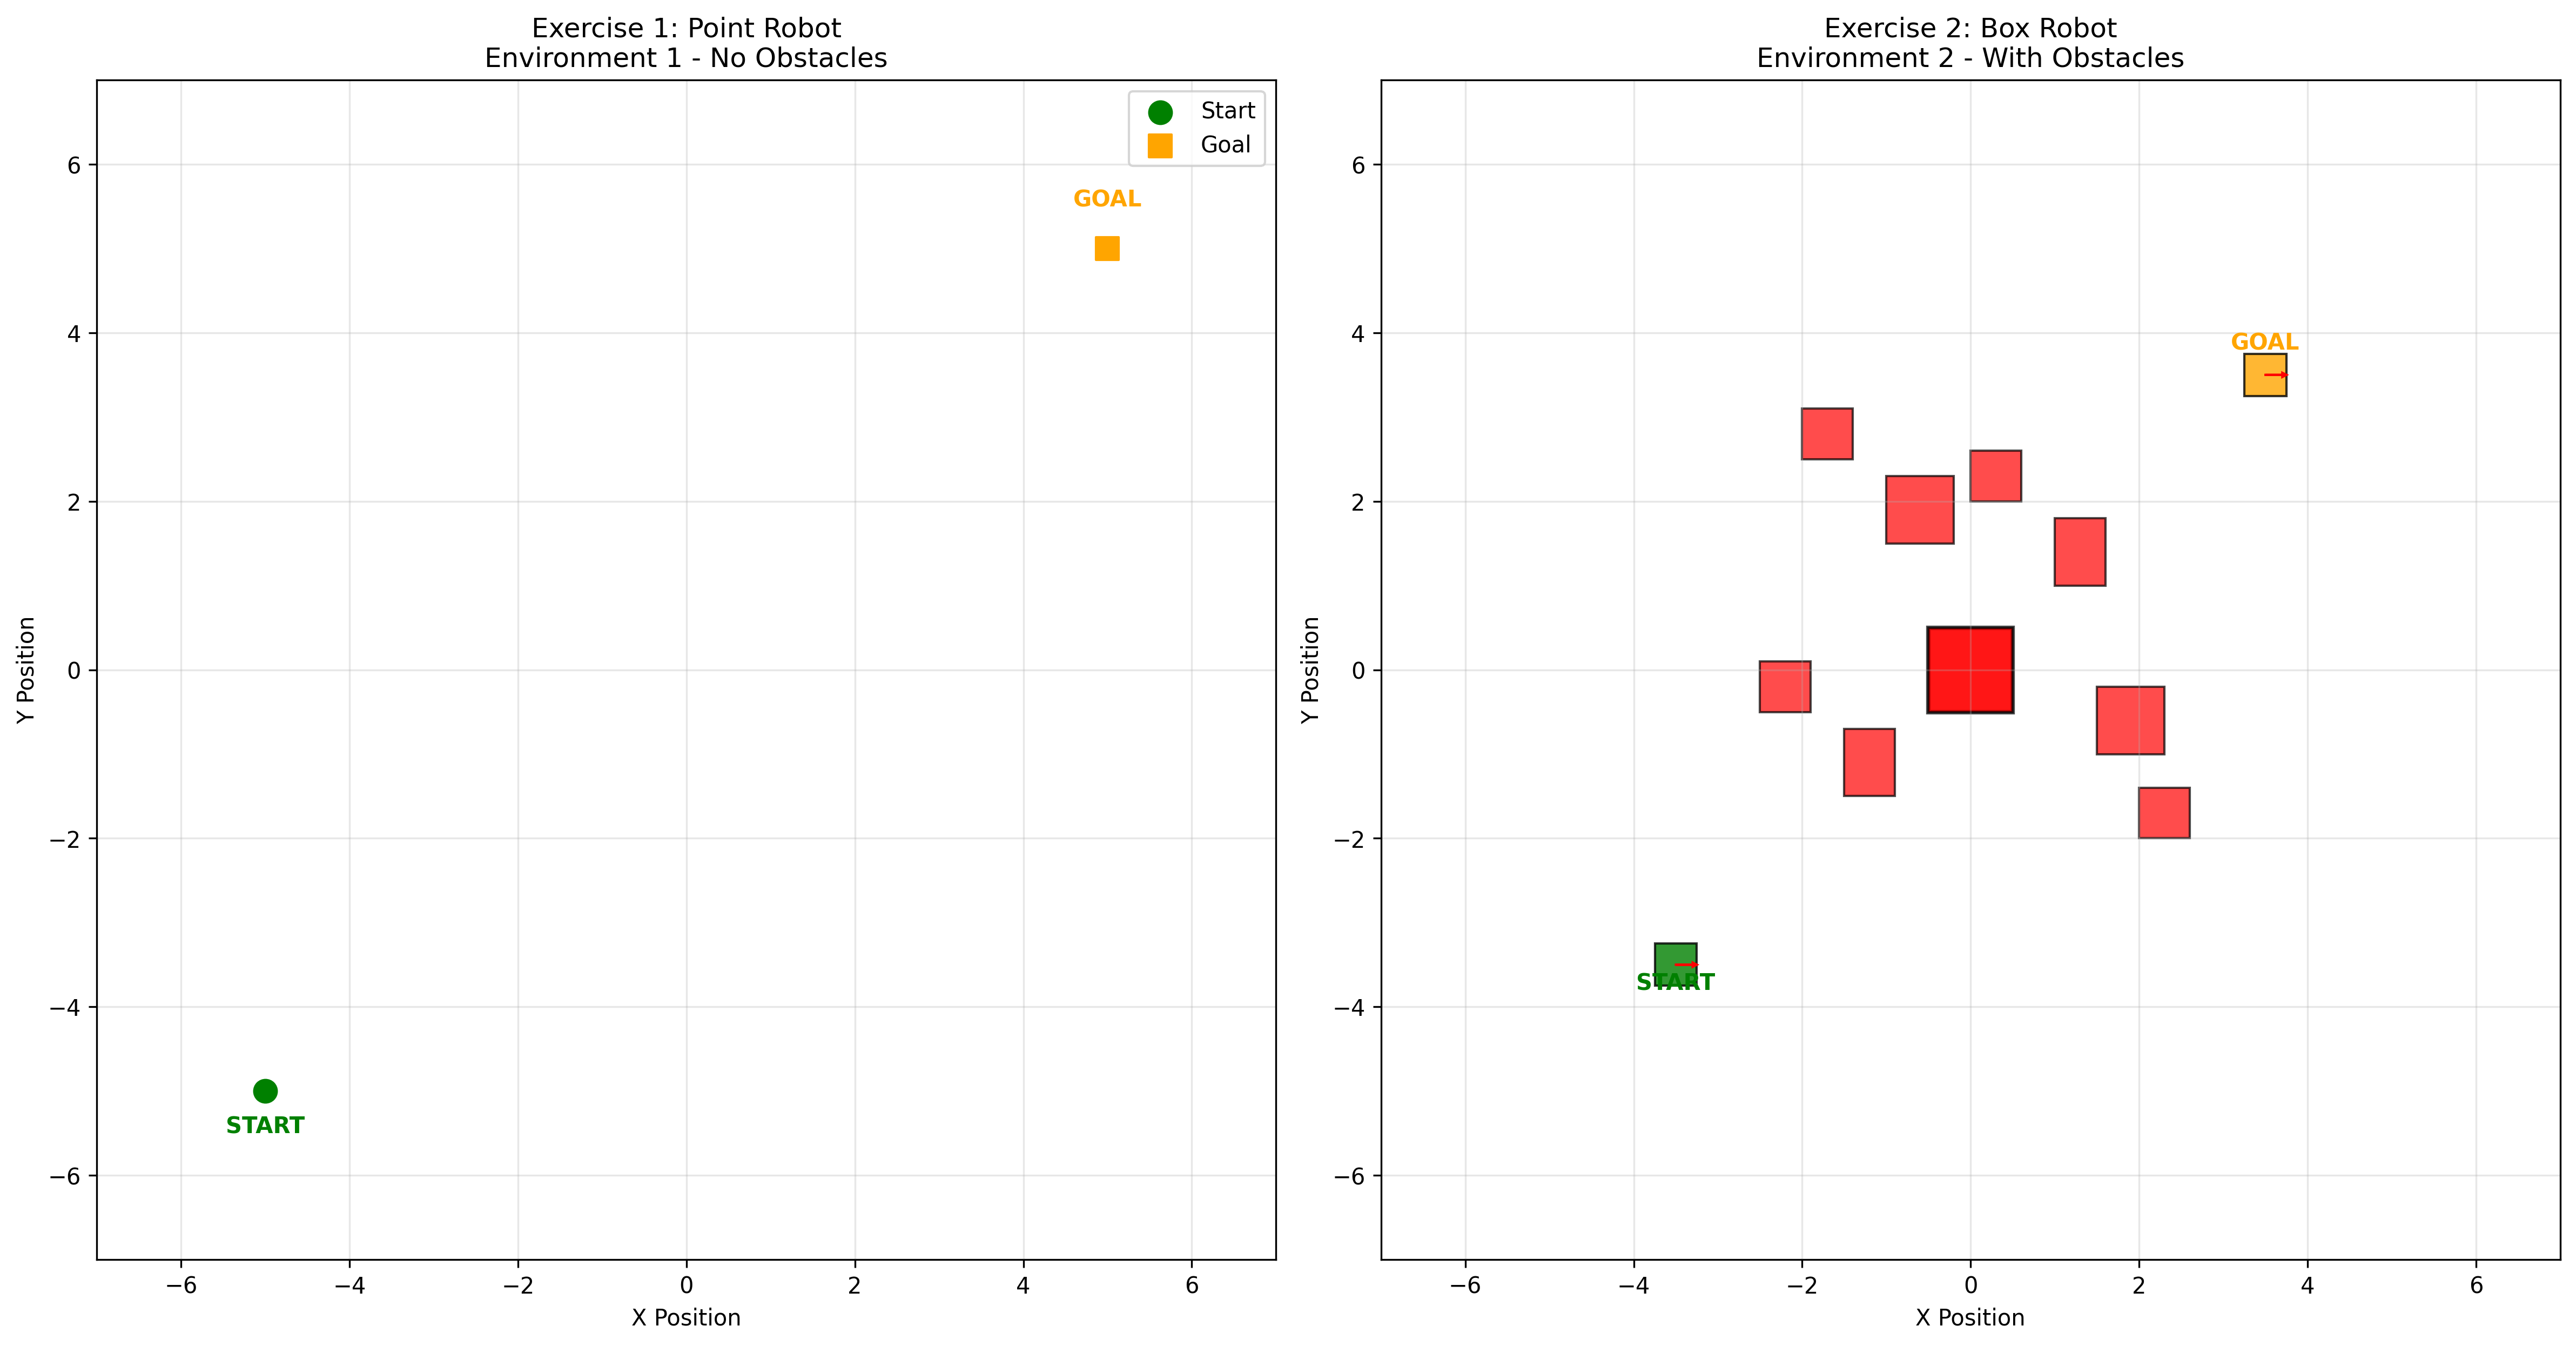 Exercise 1: Point Robot
Environment 1 - No Obstacles
Start
Goal
GOAL
START
6
4
2
0
−2
−4
−6
Y Position
−6
−4
−2
0
2
4
6
X Position
Exercise 2: Box Robot
Environment 2 - With Obstacles
GOAL
START
6
4
2
0
−2
−4
−6
Y Position
−6
−4
−2
0
2
4
6
X Position